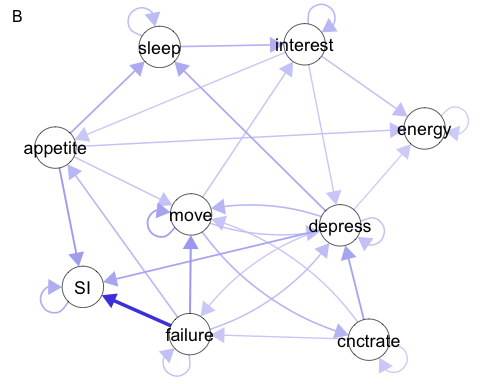 B
sleep
interest
energy
appetite
move
depress
SI
failure
cnctrate